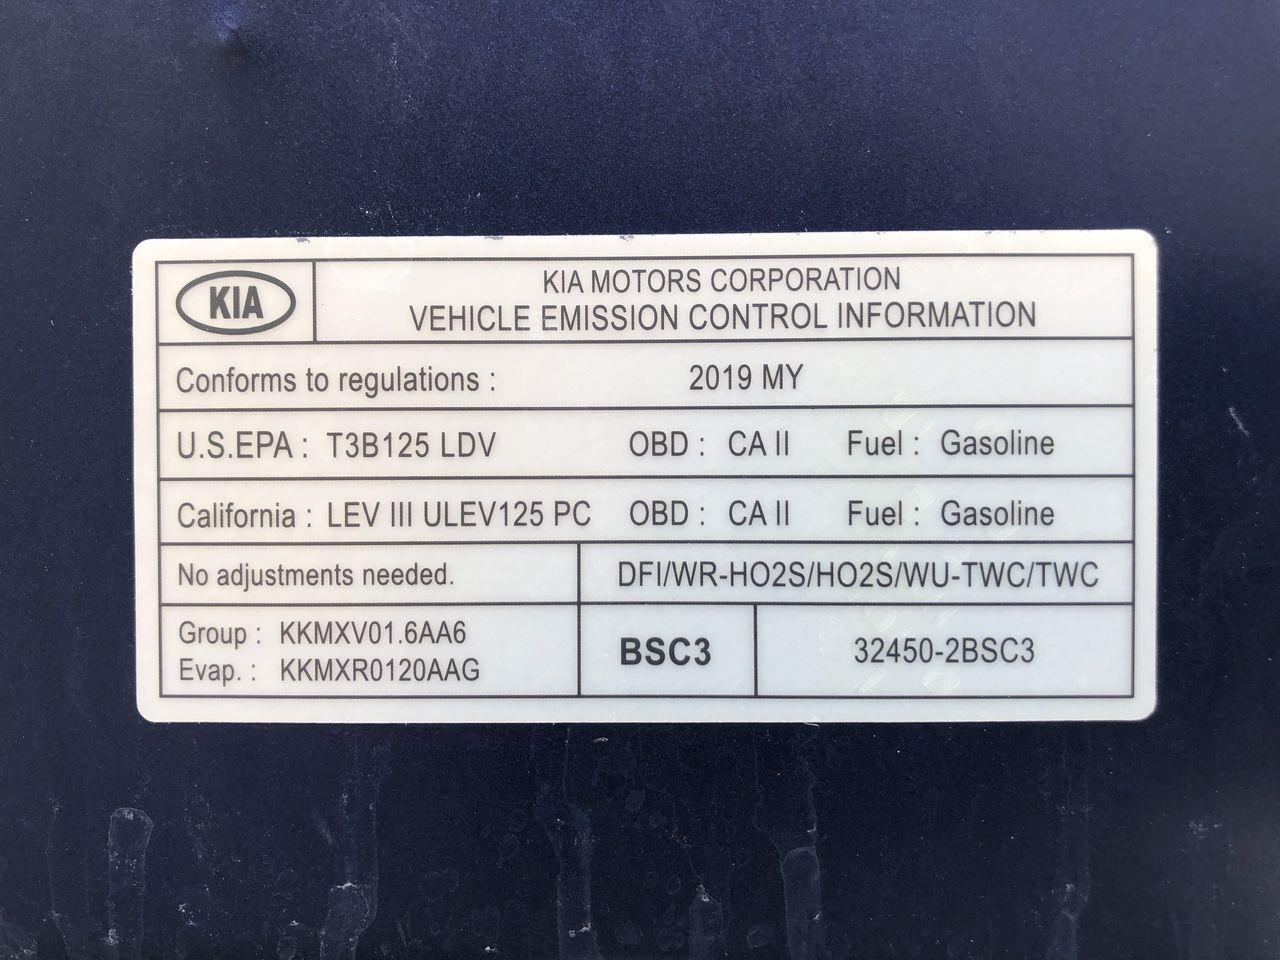 KIA
KIA MOTORS CORPORATION
VEHICLE EMISSION CONTROL INFORMATION
Conforms to regulations : 2019 MY
U.S.EPA : T3B125 LDV OBD : CA II Fuel : Gasoline
California : LEV III ULEV125 PC OBD : CA II Fuel : Gasoline
No adjustments needed. DFI/WR-HO2S/HO2S/WU-TWC/TWC
Group : KKMXV01.6AA6
Evap. : KKMXR0120AAG
BSC3 32450-2BSC3